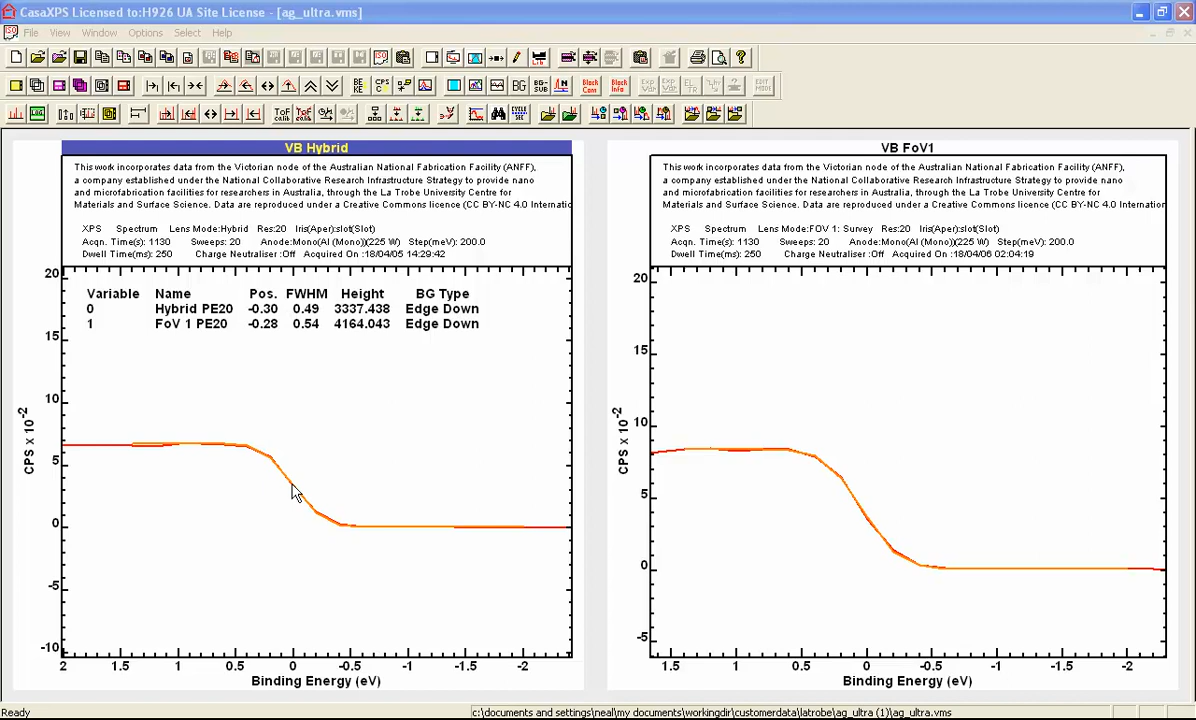 CasaXPS Licensed to:H926 UA Site License - [ag_ultra.vms]
File View Window Options Select Help
VB Hybrid
This work incorporates data from the Victorian node of the Australian National Fabrication Facility (ANFF),
a company established under the National Collaborative Research Infrastructure Strategy to provide nano
and microfabrication facilities for researchers in Australia, through the La Trobe University Centre for
Materials and Surface Science. Data are reproduced under a Creative Commons licence (CC BY-NC 4.0 Internatic
XPS Spectrum Lens Mode:Hybrid Res:20 Iris(Aper):slot(Slot)
Acqn. Time(s):1130 Sweeps: 20 Anode:Mono(Al (Mono))(225 W) Step(meV): 200.0
Dwell Time(ms): 250 Charge Neutraliser :Off Acquired On :18/04/05 14:29:42
Variable Name Pos. FWHM Height BG Type
0 Hybrid PE20 -0.30 0.49 3337.438 Edge Down
1 FoV 1 PE20 -0.28 0.54 4164.043 Edge Down
CPS x 10⁻²
20
15
10
5
0
-5
-10
2 1.5 1 0.5 0 -0.5 -1 -1.5 -2
Binding Energy (eV)
VB FoV1
This work incorporates data from the Victorian node of the Australian National Fabrication Facility (ANFF),
a company established under the National Collaborative Research Infrastructure Strategy to provide nano
and microfabrication facilities for researchers in Australia, through the La Trobe University Centre for
Materials and Surface Science. Data are reproduced under a Creative Commons licence (CC BY-NC 4.0 Internation
XPS Spectrum Lens Mode:FOV 1: Survey Res:20 Iris(Aper):slot(Slot)
Acqn. Time(s):1130 Sweeps: 20 Anode:Mono(Al (Mono))(225 W) Step(meV): 200.0
Dwell Time(ms): 250 Charge Neutraliser :Off Acquired On :18/04/06 02:04:19
CPS x 10⁻²
20
15
10
5
0
-5
1.5 1 0.5 0 -0.5 -1 -1.5 -2
Binding Energy (eV)
Ready
c:\documents and settings\neal\my documents\workingdir\customerdata\latrobe\ag_ultra (1)\ag_ultra.vms